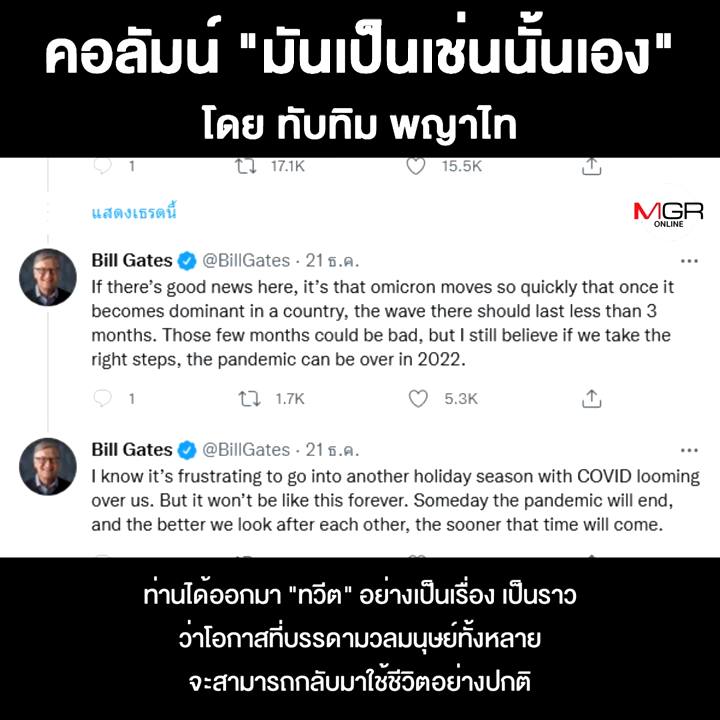 คอลัมน์ "มันเป็นเช่นนั้นเอง"
โดย ทับทิม พญาไท
1 17.1K 15.5K
แสดงเธรดนี้
MGR
ONLINE
Bill Gates @BillGates · 21 ธ.ค.
If there's good news here, it's that omicron moves so quickly that once it
becomes dominant in a country, the wave there should last less than 3
months. Those few months could be bad, but I still believe if we take the
right steps, the pandemic can be over in 2022.
1 1.7K 5.3K
Bill Gates @BillGates · 21 ธ.ค.
I know it's frustrating to go into another holiday season with COVID looming
over us. But it won't be like this forever. Someday the pandemic will end,
and the better we look after each other, the sooner that time will come.
ท่านได้ออกมา "ทวีต" อย่างเป็นเรื่อง เป็นราว
ว่าโอกาสที่บรรดามวลมนุษย์ทั้งหลาย
จะสามารถกลับมาใช้ชีวิตอย่างปกติ